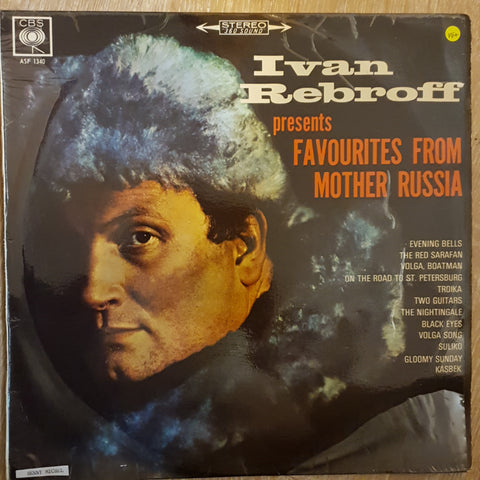 CBS
ASF 1340
STEREO
360 SOUND
VG+
Ivan
Rebroff
presents
FAVOURITES FROM
MOTHER RUSSIA
EVENING BELLS
THE RED SARAFAN
VOLGA, BOATMAN
ON THE ROAD TO ST. PETERSBURG
TROIKA
TWO GUITARS
THE NIGHTINGALE
BLACK EYES
VOLGA SONG
SULIKO
GLOOMY SUNDAY
KASBEK